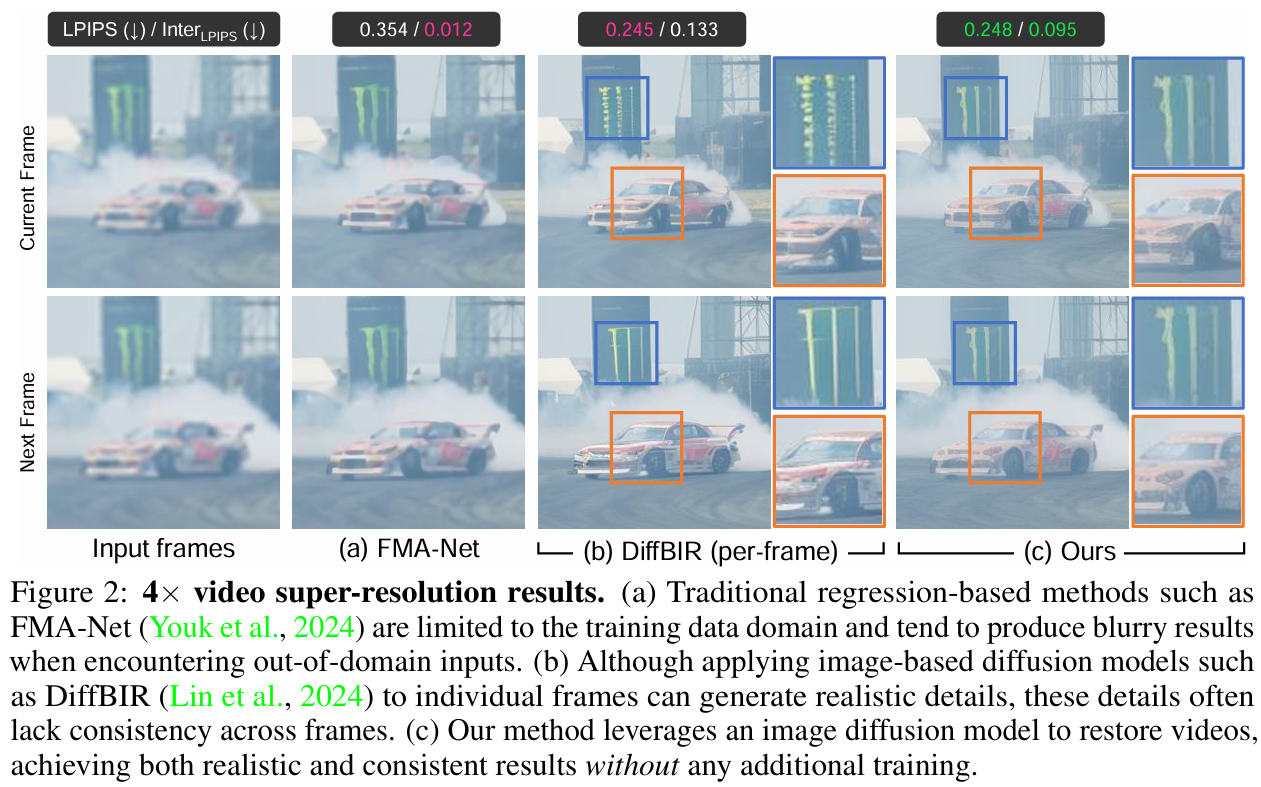 LPIPS (↓) / Inter_LPIPS (↓)
0.354 / 0.012
0.245 / 0.133
0.248 / 0.095
Current Frame
Next Frame
Input frames
(a) FMA-Net
(b) DiffBIR (per-frame)
(c) Ours
Figure 2: 4× video super-resolution results. (a) Traditional regression-based methods such as
FMA-Net (Youk et al., 2024) are limited to the training data domain and tend to produce blurry results
when encountering out-of-domain inputs. (b) Although applying image-based diffusion models such
as DiffBIR (Lin et al., 2024) to individual frames can generate realistic details, these details often
lack consistency across frames. (c) Our method leverages an image diffusion model to restore videos,
achieving both realistic and consistent results without any additional training.